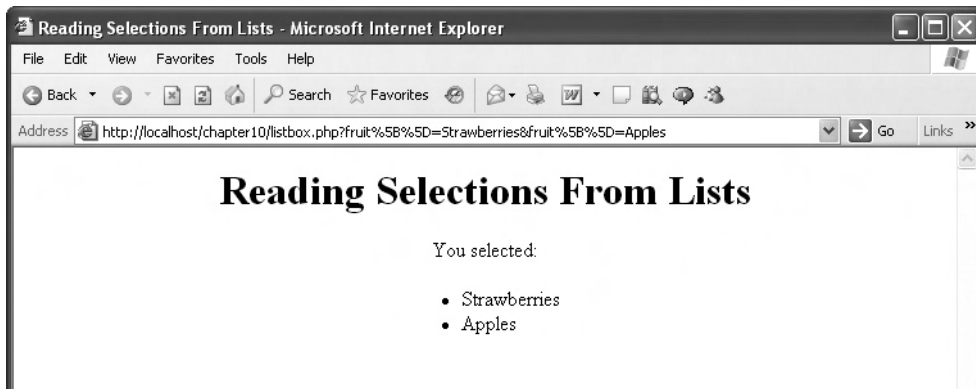 Reading Selections From Lists - Microsoft Internet Explorer
File Edit View Favorites Tools Help
Back Search Favorites W
Address http://localhost/chapter10/listbox.php?fruit%5B%5D=Strawberries&fruit%5B%5D=Apples Go Links »
Reading Selections From Lists
You selected:
• Strawberries
• Apples